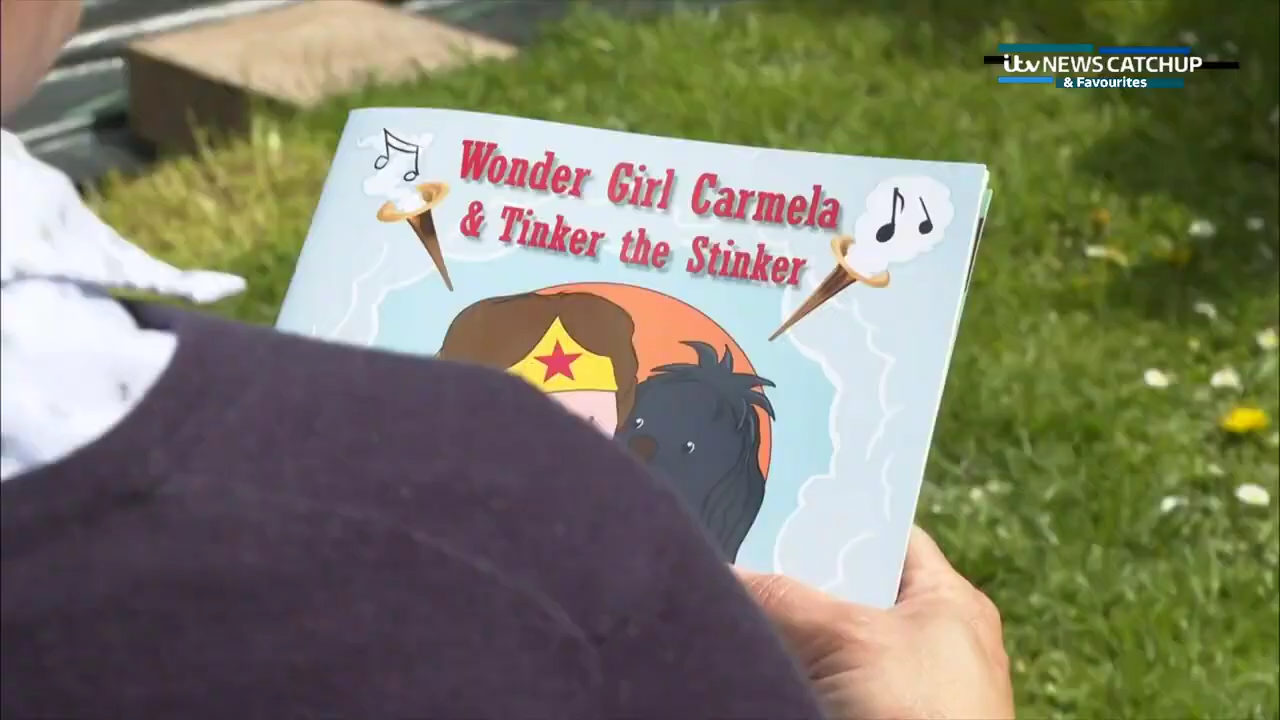 itv NEWS CATCHUP
& Favourites
Wonder Girl Carmela
& Tinker the Stinker